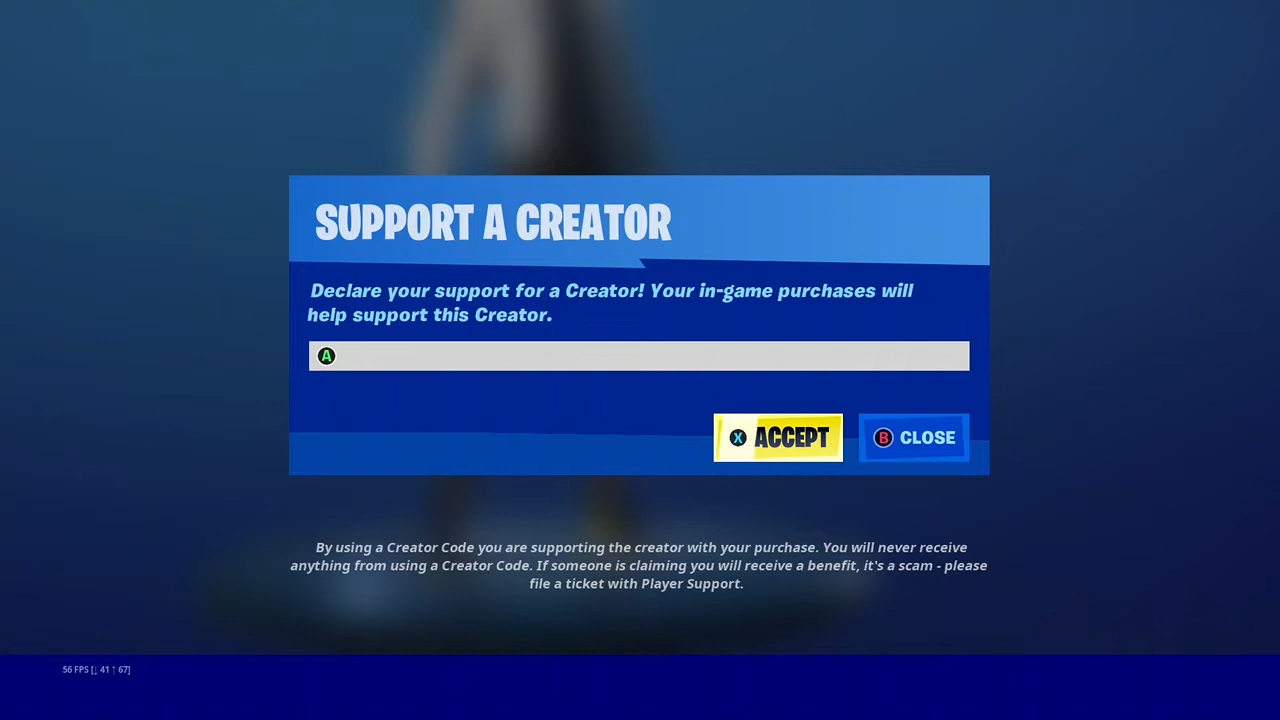 SUPPORT A CREATOR
Declare your support for a Creator! Your in-game purchases will
help support this Creator.
A
X ACCEPT
B CLOSE
By using a Creator Code you are supporting the creator with your purchase. You will never receive
anything from using a Creator Code. If someone is claiming you will receive a benefit, it's a scam - please
file a ticket with Player Support.
56 FPS [↓ 41 ↑ 67]